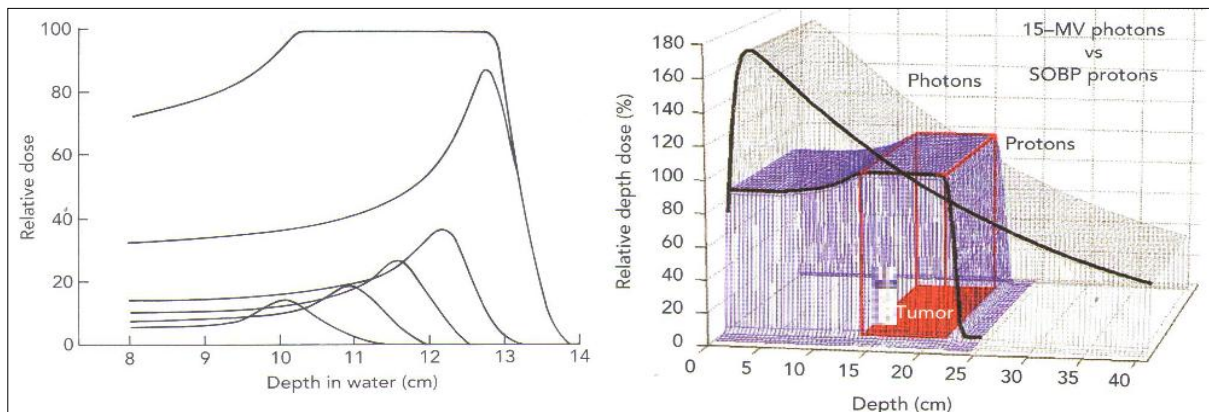 100
80
60
40
20
0
Relative dose
8 9 10 11 12 13 14
Depth in water (cm)
15–MV photons
vs
SOBP protons
Photons
Protons
Tumor
180
160
140
120
100
80
60
40
20
0
Relative depth dose (%)
0 5 10 15 20 25 30 35 40
Depth (cm)